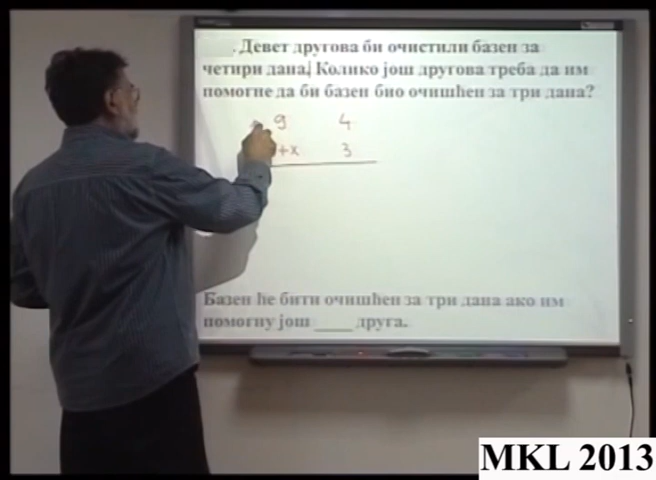 . Девет другова би очистили базен за
четири дана. Колико још другова треба да им
помогне да би базен био очишћен за три дана?
9 4
+x 3
Базен ће бити очишћен за три дана ако им
помогну још ____ друга.
MKL 2013